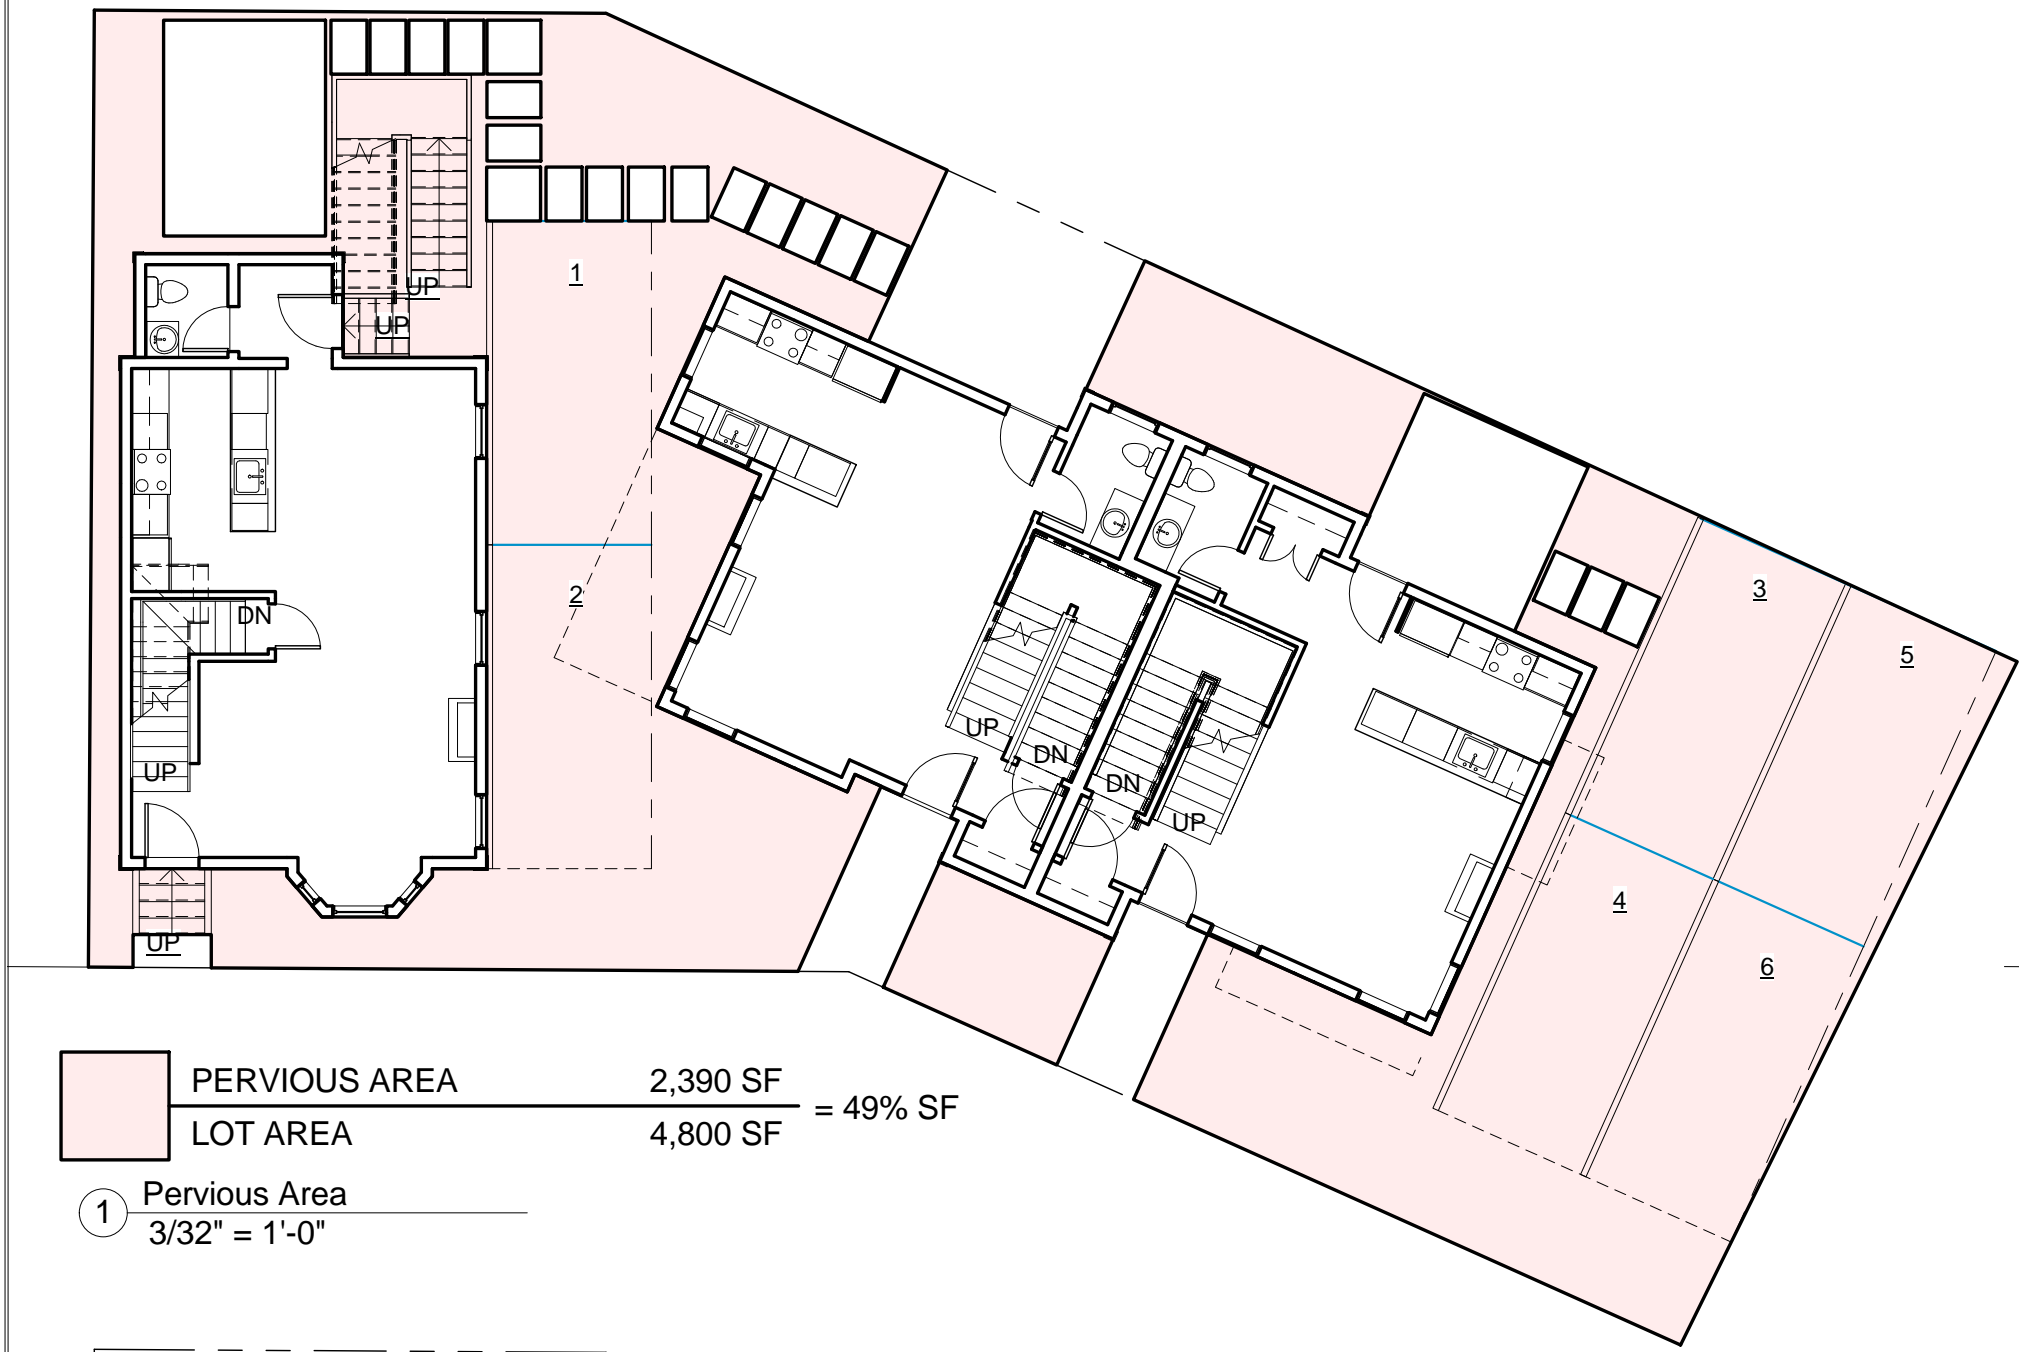 1
UP
UP
3
2
DN
5
UP
DN
UP
DN
UP
4
UP
6
PERVIOUS AREA 2,390 SF
= 49% SF
LOT AREA 4,800 SF
1 Pervious Area
3/32" = 1'-0"